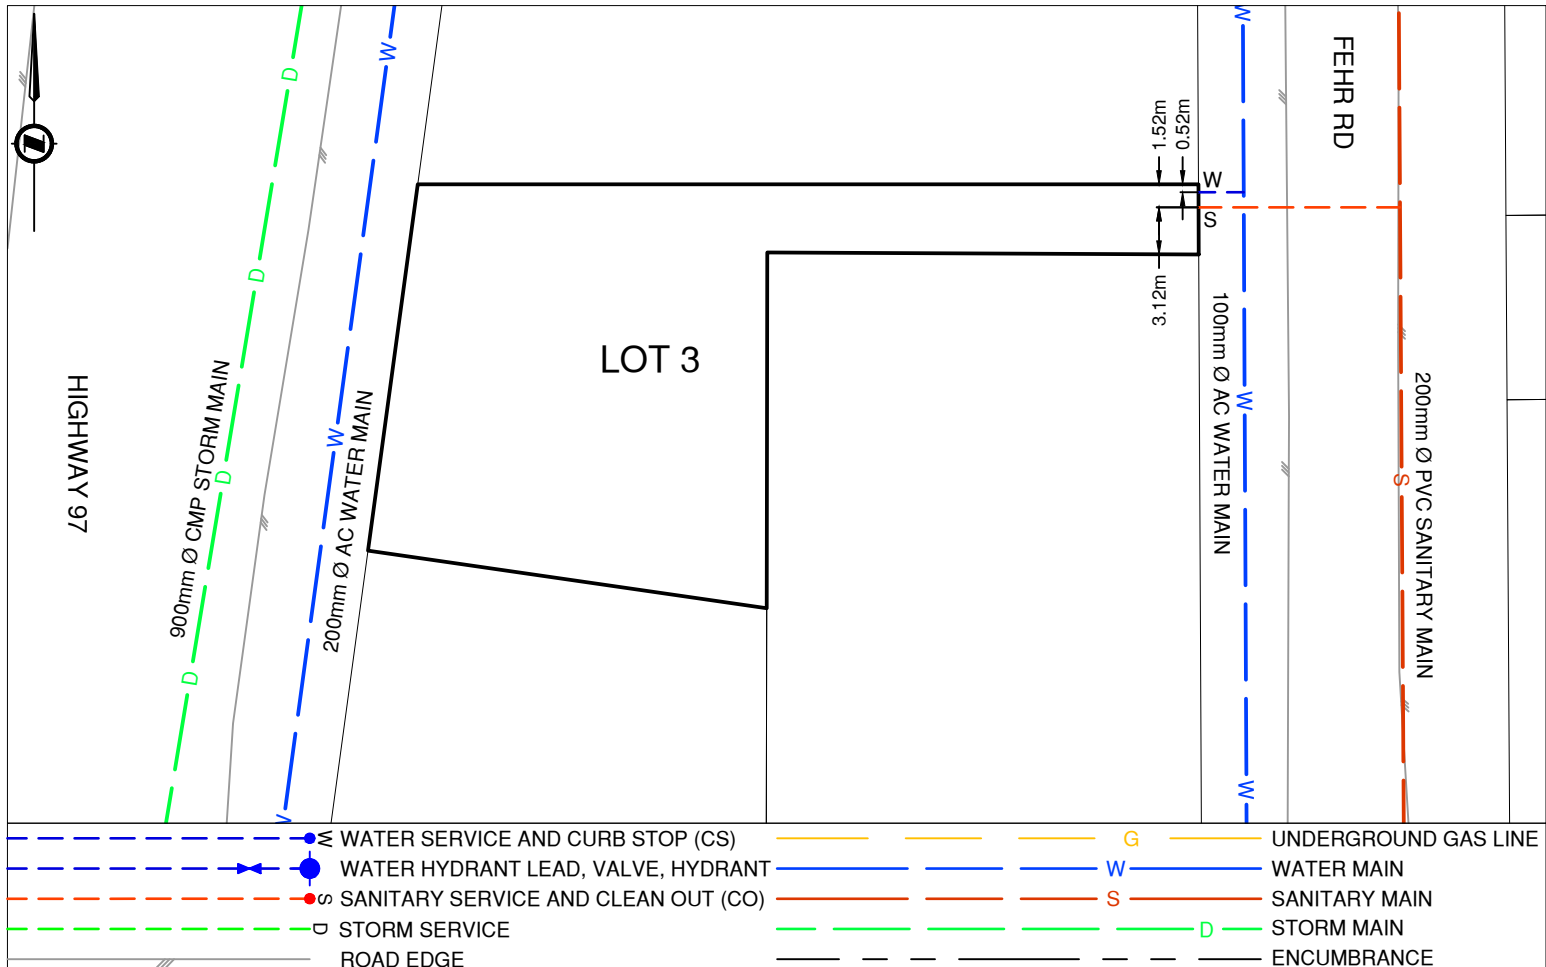 W
D
W
FEHR RD
1.52m
0.52m
W
S
D
3.12m
100mm Ø AC WATER MAIN
LOT 3
HIGHWAY 97
900mm Ø CMP STORM MAIN
200mm Ø AC WATER MAIN
200mm Ø PVC SANITARY MAIN
W
W
D
S
D
W
W
W WATER SERVICE AND CURB STOP (CS)
G UNDERGROUND GAS LINE
WATER HYDRANT LEAD, VALVE, HYDRANT
W WATER MAIN
S SANITARY SERVICE AND CLEAN OUT (CO)
S SANITARY MAIN
D STORM SERVICE
D STORM MAIN
ROAD EDGE
ENCUMBRANCE